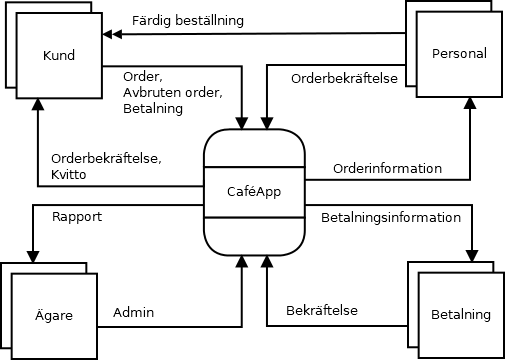 Färdig beställning
Kund
Personal
Order,
Avbruten order,
Betalning
Orderbekräftelse
Orderbekräftelse,
Kvitto
Orderinformation
CaféApp
Rapport
Betalningsinformation
Ägare
Admin
Bekräftelse
Betalning